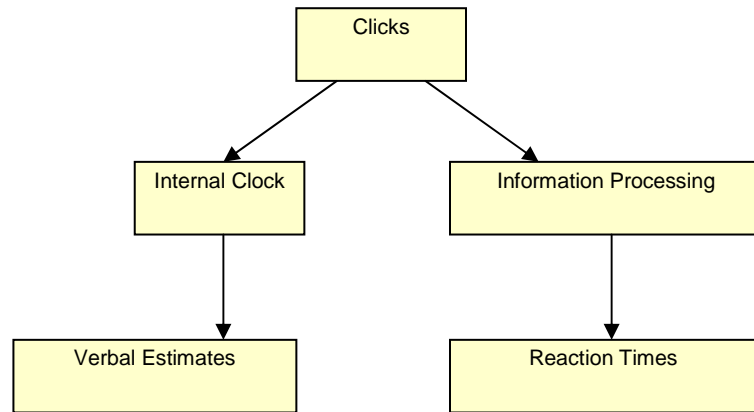 Clicks
Internal Clock
Information Processing
Verbal Estimates
Reaction Times